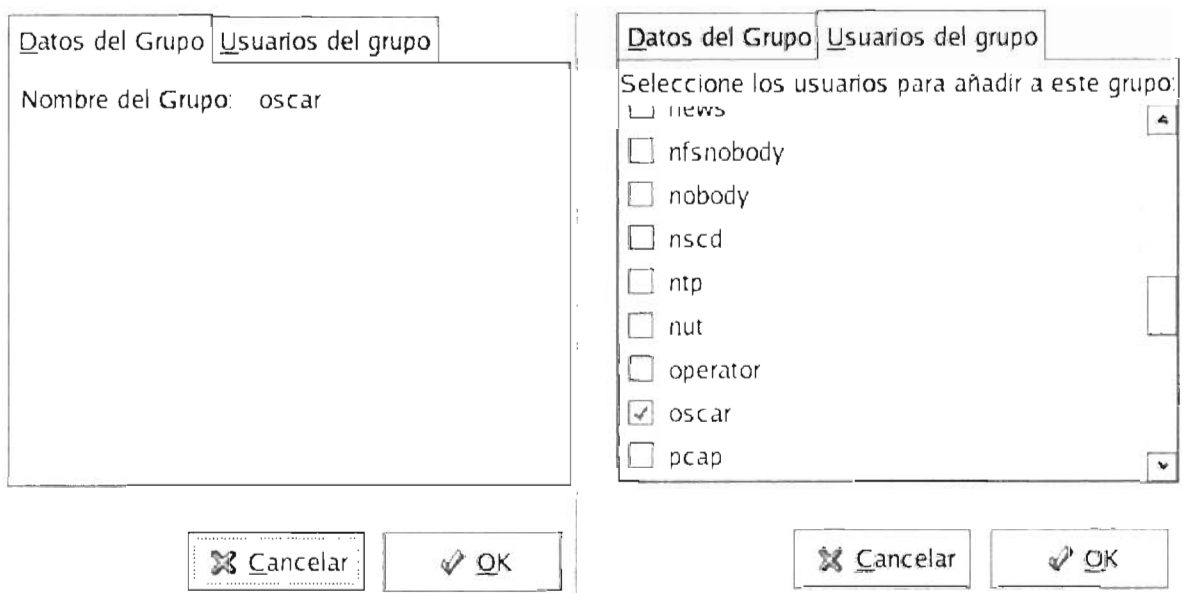 Datos del Grupo
Usuarios del grupo
Nombre del Grupo: oscar
Cancelar
OK
Datos del Grupo
Usuarios del grupo
Seleccione los usuarios para añadir a este grupo:
news
nfsnobody
nobody
nscd
ntp
nut
operator
oscar
pcap
Cancelar
OK